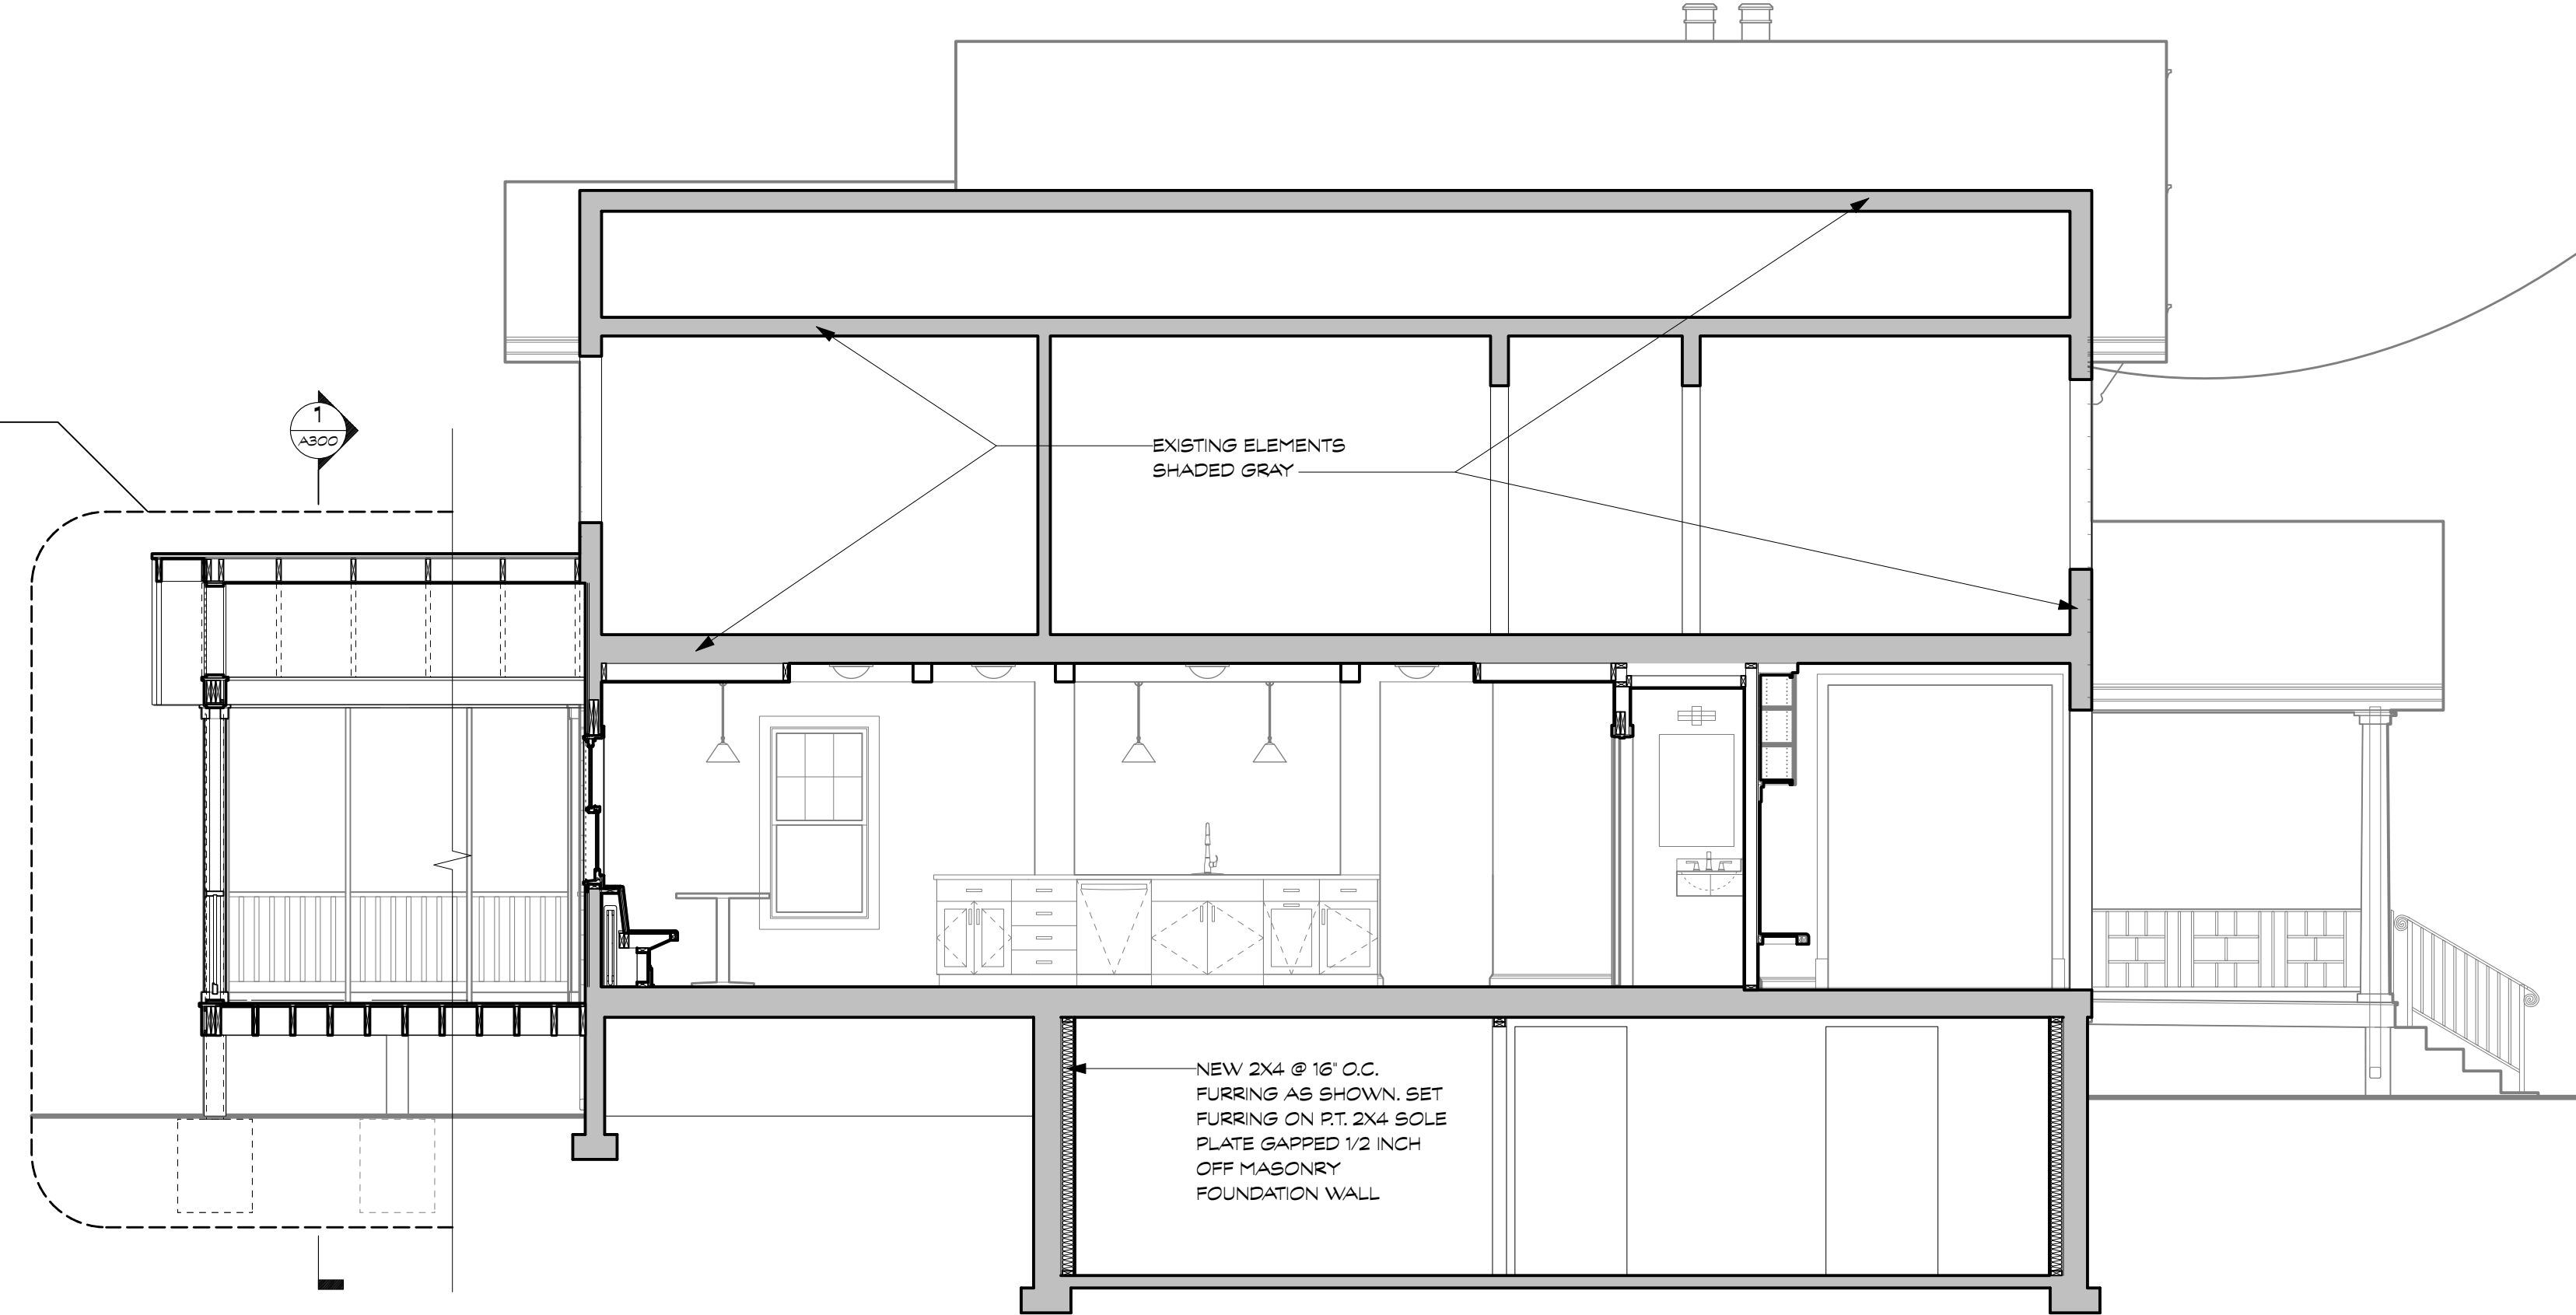 1
A300
EXISTING ELEMENTS
SHADED GRAY
NEW 2X4 @ 16" O.C.
FURRING AS SHOWN. SET
FURRING ON P.T. 2X4 SOLE
PLATE GAPPED 1/2 INCH
OFF MASONRY
FOUNDATION WALL